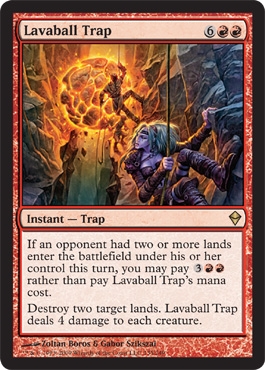 Lavaball Trap 6
Instant — Trap
If an opponent had two or more lands
enter the battlefield under his or her
control this turn, you may pay 3
rather than pay Lavaball Trap's mana
cost.
Destroy two target lands. Lavaball Trap
deals 4 damage to each creature.
Zoltan Boros & Gabor Szikszai